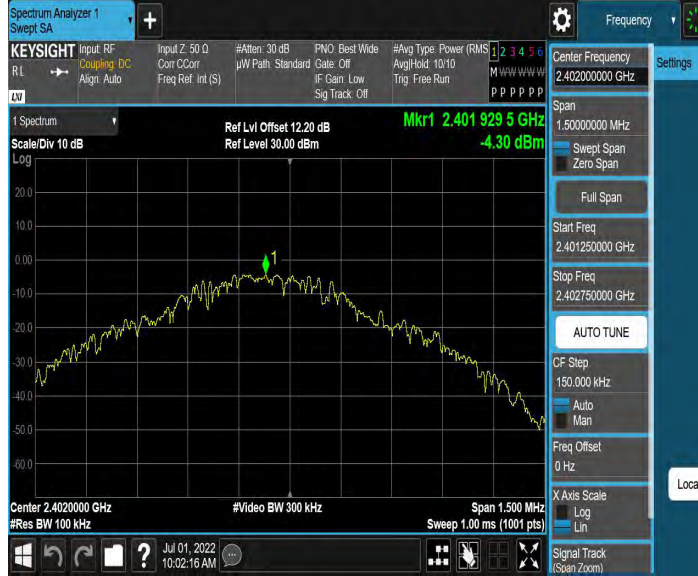 Spectrum Analyzer 1
Swept SA
Frequency
KEYSIGHT
RL
LXI
Input: RF
Coupling: DC
Align: Auto
Input Z: 50 Ω
Corr CCorr
Freq Ref: Int (S)
#Atten: 30 dB
µW Path: Standard
PNO: Best Wide
Gate: Off
IF Gain: Low
Sig Track: Off
#Avg Type: Power (RMS
Avg|Hold: 10/10
Trig: Free Run
1 2 3 4 5 6
M W W W W W
P P P P P P
1 Spectrum
Scale/Div 10 dB
Ref Lvl Offset 12.20 dB
Ref Level 30.00 dBm
Mkr1 2.401 929 5 GHz
-4.30 dBm
Log
20.0
10.0
0.00
-10.0
-20.0
-30.0
-40.0
-50.0
-60.0
1
Center 2.4020000 GHz
#Res BW 100 kHz
#Video BW 300 kHz
Span 1.500 MHz
Sweep 1.00 ms (1001 pts)
?
Jul 01, 2022
10:02:16 AM
Center Frequency
2.402000000 GHz
Span
1.50000000 MHz
Swept Span
Zero Span
Full Span
Start Freq
2.401250000 GHz
Stop Freq
2.402750000 GHz
AUTO TUNE
CF Step
150.000 kHz
Auto
Man
Freq Offset
0 Hz
X Axis Scale
Log
Lin
Signal Track
(Span Zoom)
Settings
Loca